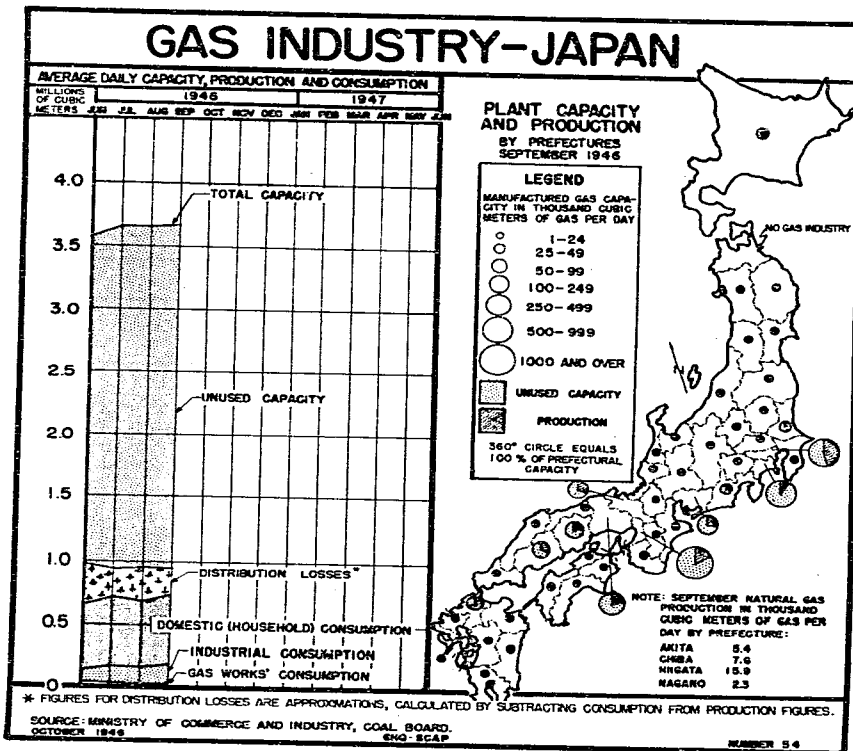 GAS INDUSTRY-JAPAN
AVERAGE DAILY CAPACITY, PRODUCTION AND CONSUMPTION
MILLIONS
OF CUBIC
METERS
1946
1947
JUN JUL AUG SEP OCT NOV DEC JAN FEB MAR APR MAY JUN
4.0
3.5
3.0
2.5
2.0
1.5
1.0
0.5
0
TOTAL CAPACITY
UNUSED CAPACITY
DISTRIBUTION LOSSES*
DOMESTIC (HOUSEHOLD) CONSUMPTION
INDUSTRIAL CONSUMPTION
GAS WORKS' CONSUMPTION
PLANT CAPACITY
AND PRODUCTION
BY PREFECTURES
SEPTEMBER 1946
LEGEND
MANUFACTURED GAS CAPA-
CITY IN THOUSAND CUBIC
METERS OF GAS PER DAY
1-24
25-49
50-99
100-249
250-499
500-999
1000 AND OVER
UNUSED CAPACITY
PRODUCTION
360° CIRCLE EQUALS
100 % OF PREFECTURAL
CAPACITY
NO GAS INDUSTRY
N
NOTE: SEPTEMBER NATURAL GAS
PRODUCTION IN THOUSAND
CUBIC METERS OF GAS PER
DAY BY PREFECTURE:
AKITA 5.4
CHIBA 7.6
NIIGATA 15.9
NAGANO 2.3
* FIGURES FOR DISTRIBUTION LOSSES ARE APPROXIMATIONS, CALCULATED BY SUBTRACTING CONSUMPTION FROM PRODUCTION FIGURES.
SOURCE: MINISTRY OF COMMERCE AND INDUSTRY, COAL BOARD.
OCTOBER 1946
GHQ-SCAP
NUMBER 54